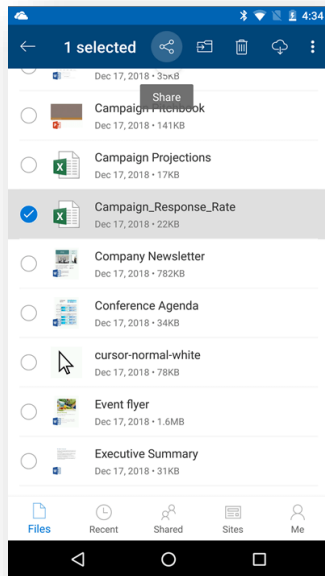 4:34
1 selected
Dec 17, 2018 • 35KB
Share
Campaign Pitchbook
Dec 17, 2018 • 141KB
Campaign Projections
Dec 17, 2018 • 17KB
Campaign_Response_Rate
Dec 17, 2018 • 22KB
Company Newsletter
Dec 17, 2018 • 782KB
Conference Agenda
Dec 17, 2018 • 34KB
cursor-normal-white
Dec 17, 2018 • 78KB
Event flyer
Dec 17, 2018 • 1.6MB
Executive Summary
Dec 17, 2018 • 31KB
Files
Recent
Shared
Sites
Me